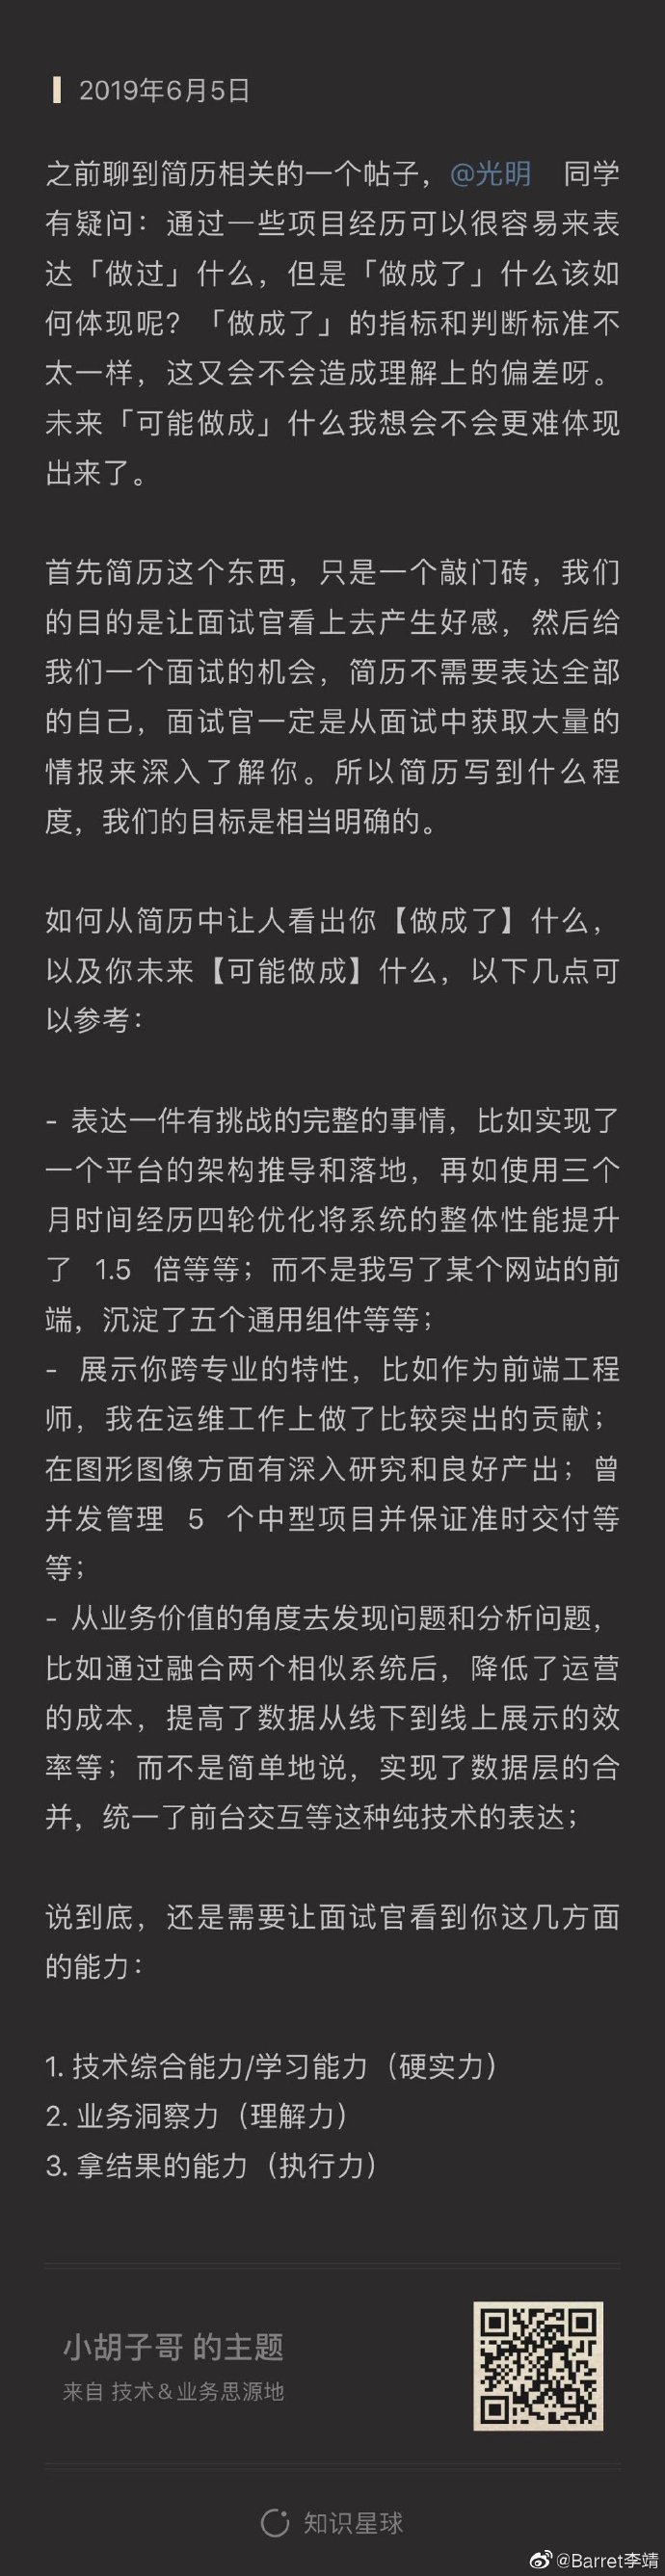 2019年6月5日
之前聊到简历相关的一个帖子，@光明 同学
有疑问：通过一些项目经历可以很容易来表
达「做过」什么，但是「做成了」什么该如
何体现呢？「做成了」的指标和判断标准不
太一样，这又会不会造成理解上的偏差呀。
未来「可能做成」什么我想会不会更难体现
出来了。
首先简历这个东西，只是一个敲门砖，我们
的目的是让面试官看上去产生好感，然后给
我们一个面试的机会，简历不需要表达全部
的自己，面试官一定是从面试中获取大量的
情报来深入了解你。所以简历写到什么程
度，我们的目标是相当明确的。
如何从简历中让人看出你【做成了】什么，
以及你未来【可能做成】什么，以下几点可
以参考：
- 表达一件有挑战的完整的事情，比如实现了
一个平台的架构推导和落地，再如使用三个
月时间经历四轮优化将系统的整体性能提升
了 1.5 倍等等；而不是我写了某个网站的前
端，沉淀了五个通用组件等等；
- 展示你跨专业的特性，比如作为前端工程
师，我在运维工作上做了比较突出的贡献；
在图形图像方面有深入研究和良好产出；曾
并发管理 5 个中型项目并保证准时交付等
等；
- 从业务价值的角度去发现问题和分析问题，
比如通过融合两个相似系统后，降低了运营
的成本，提高了数据从线下到线上展示的效
率等；而不是简单地说，实现了数据层的合
并，统一了前台交互等这种纯技术的表达；
说到底，还是需要让面试官看到你这几方面
的能力：
1. 技术综合能力/学习能力（硬实力）
2. 业务洞察力（理解力）
3. 拿结果的能力（执行力）
小胡子哥 的主题
来自 技术＆业务思源地
知识星球
@Barret李靖